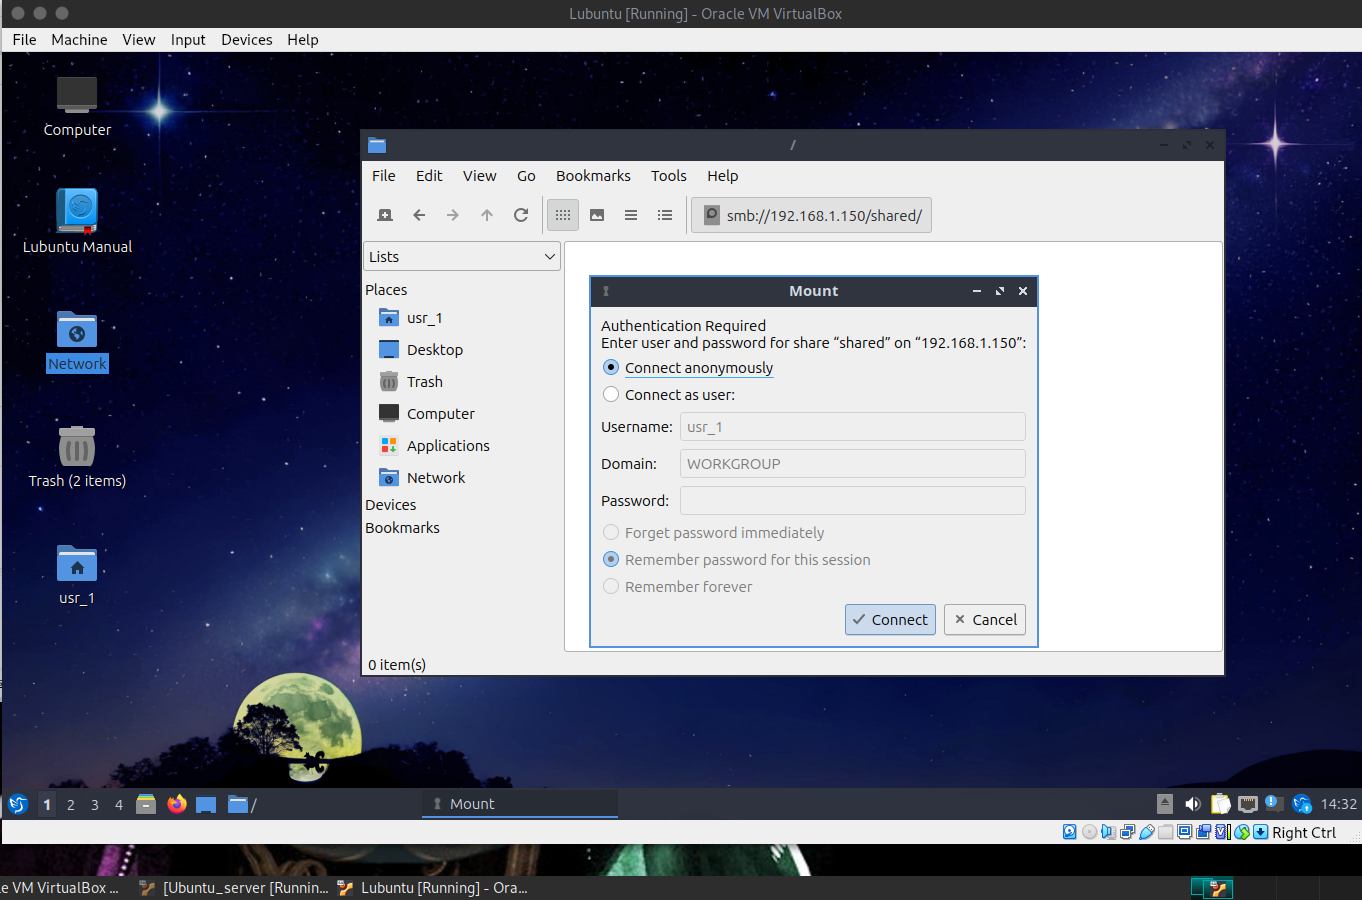 Lubuntu [Running] - Oracle VM VirtualBox
File Machine View Input Devices Help
Computer
Lubuntu Manual
Network
Trash (2 items)
usr_1
/
File Edit View Go Bookmarks Tools Help
smb://192.168.1.150/shared/
Lists
Places
usr_1
Desktop
Trash
Computer
Applications
Network
Devices
Bookmarks
0 item(s)
Mount
Authentication Required
Enter user and password for share “shared” on “192.168.1.150”:
Connect anonymously
Connect as user:
Username: usr_1
Domain: WORKGROUP
Password:
Forget password immediately
Remember password for this session
Remember forever
Connect Cancel
1 2 3 4 / Mount 14:32
Right Ctrl
le VM VirtualBox ... [Ubuntu_server [Runnin... Lubuntu [Running] - Ora...